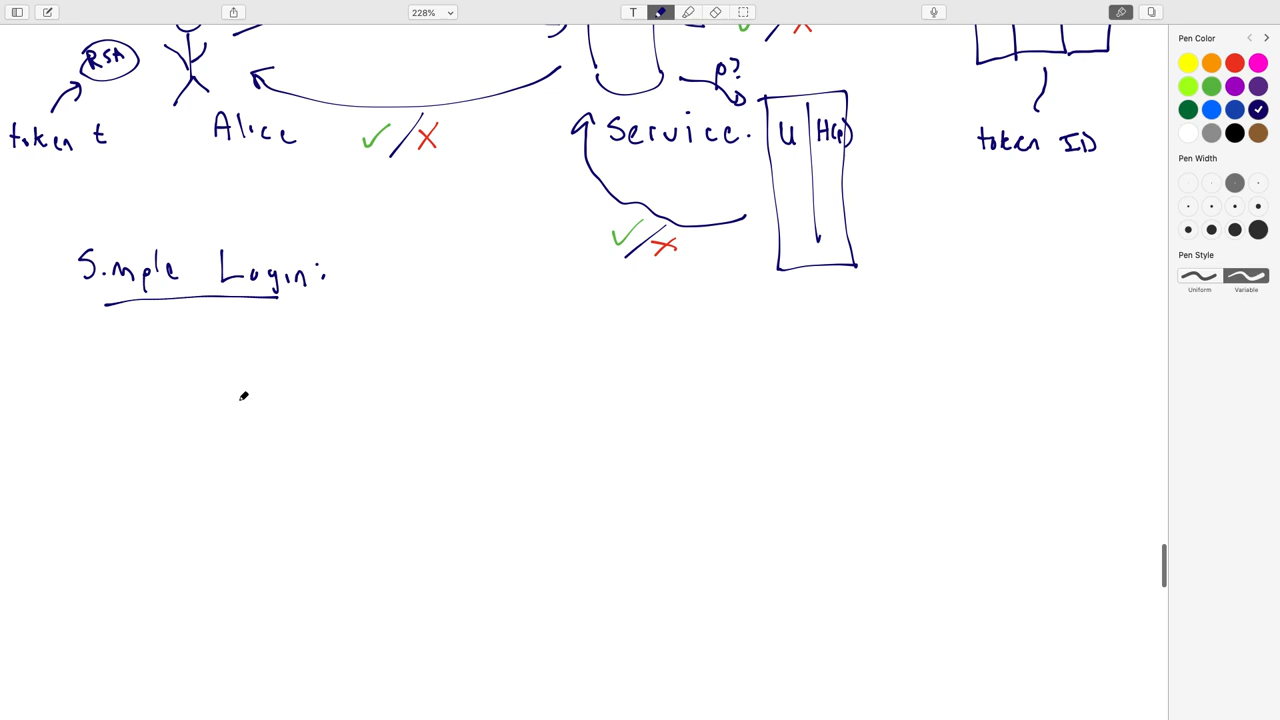 228%
T
Pen Color
RSA
p?
token t
Alice
Service.
U
H(p)
token ID
Pen Width
Simple Login:
Pen Style
Uniform
Variable